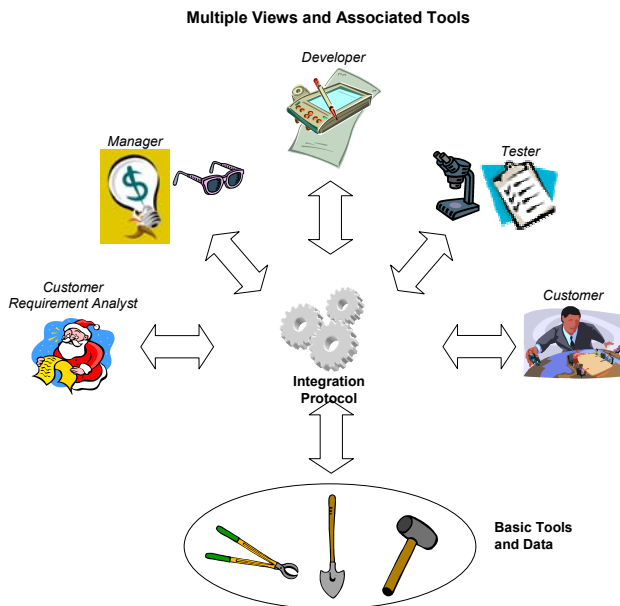 Multiple Views and Associated Tools
Developer
Manager
Tester
Customer
Requirement Analyst
Customer
Integration
Protocol
Basic Tools
and Data